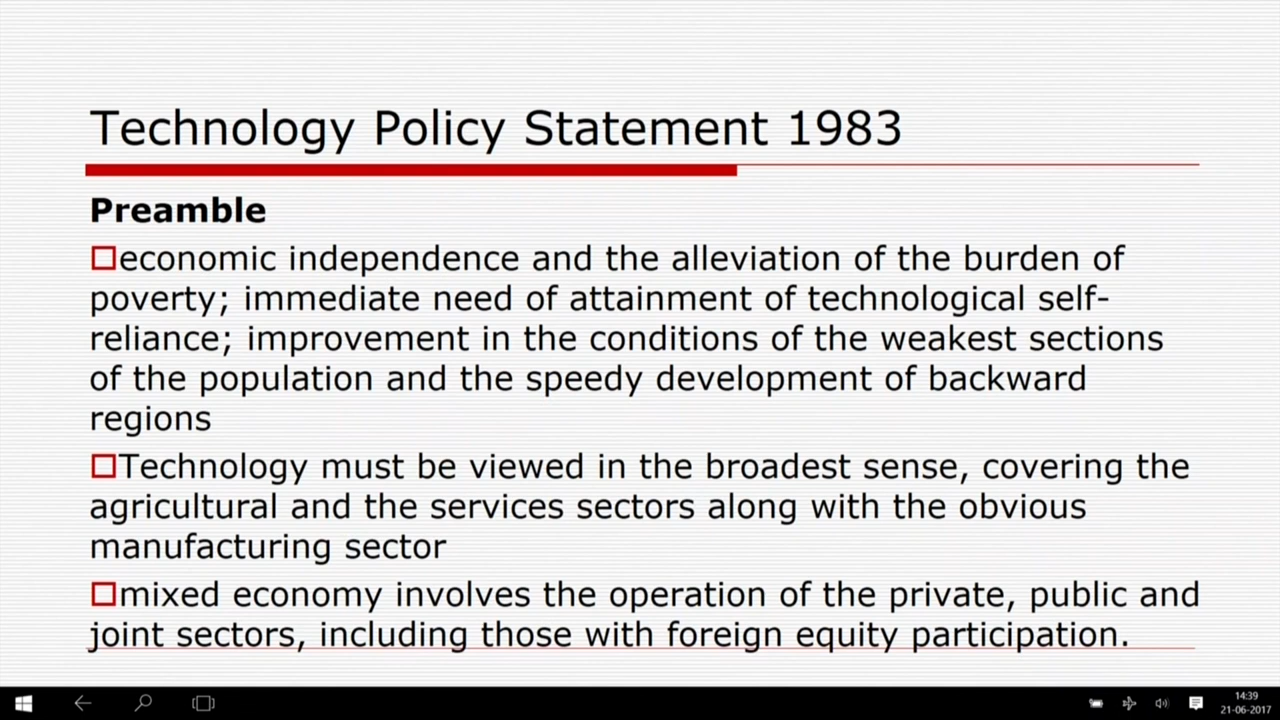 Technology Policy Statement 1983
Preamble
economic independence and the alleviation of the burden of
poverty; immediate need of attainment of technological self-
reliance; improvement in the conditions of the weakest sections
of the population and the speedy development of backward
regions
Technology must be viewed in the broadest sense, covering the
agricultural and the services sectors along with the obvious
manufacturing sector
mixed economy involves the operation of the private, public and
joint sectors, including those with foreign equity participation.
14:39
21-06-2017